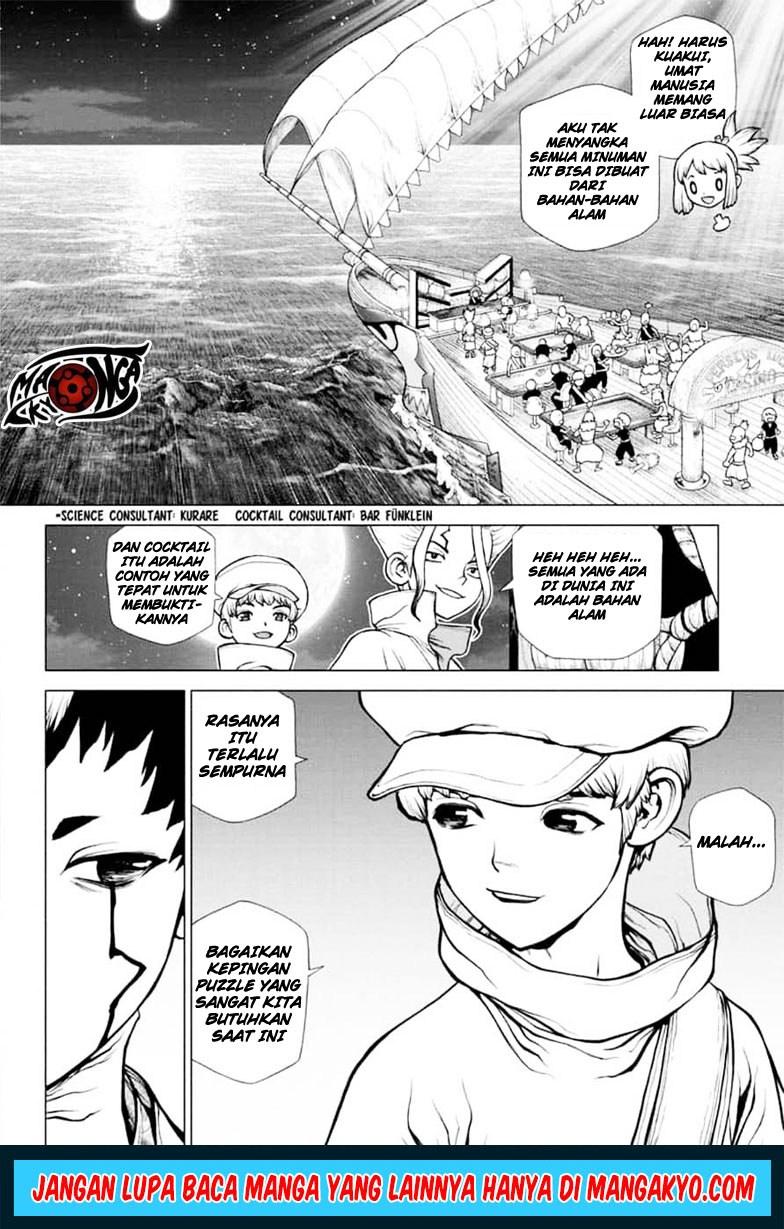 HAH! HARUS
KUAKUI,
UMAT
MANUSIA
MEMANG
LUAR BIASA
AKU TAK
MENYANGKA
SEMUA MINUMAN
INI BISA DIBUAT
DARI
BAHAN-BAHAN
ALAM
MANGA
KYO
*SCIENCE CONSULTANT: KURARE COCKTAIL CONSULTANT: BAR FÜNKLEIN
HEH HEH HEH...
SEMUA YANG ADA
DI DUNIA INI
ADALAH BAHAN
ALAM
DAN COCKTAIL
ITU ADALAH
CONTOH YANG
TEPAT UNTUK
MEMBUKTI-
KANNYA
MALAH...
RASANYA
ITU
TERLALU
SEMPURNA
BAGAIKAN
KEPINGAN
PUZZLE YANG
SANGAT KITA
BUTUHKAN
SAAT INI
JANGAN LUPA BACA MANGA YANG LAINNYA HANYA DI MANGAKYO.COM